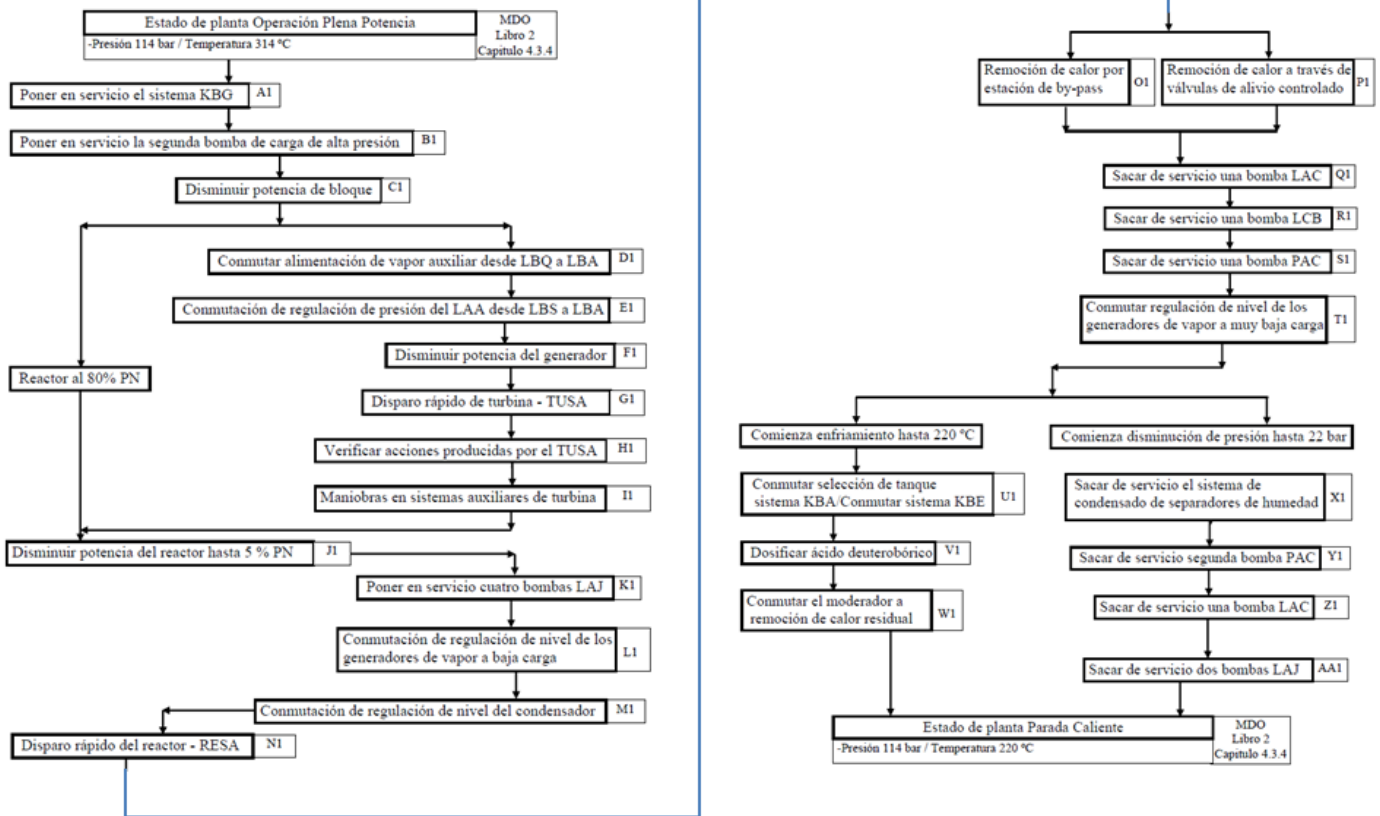 Estado de planta Operación Plena Potencia
-Presión 114 bar / Temperatura 314 ºC
MDO
Libro 2
Capitulo 4.3.4
Poner en servicio el sistema KBG
A1
Poner en servicio la segunda bomba de carga de alta presión
B1
Disminuir potencia de bloque
C1
Conmutar alimentación de vapor auxiliar desde LBQ a LBA
D1
Conmutación de regulación de presión del LAA desde LBS a LBA
E1
Disminuir potencia del generador
F1
Reactor al 80% PN
Disparo rápido de turbina - TUSA
G1
Verificar acciones producidas por el TUSA
H1
Maniobras en sistemas auxiliares de turbina
I1
Disminuir potencia del reactor hasta 5 % PN
J1
Poner en servicio cuatro bombas LAJ
K1
Conmutación de regulación de nivel de los
generadores de vapor a baja carga
L1
Conmutación de regulación de nivel del condensador
M1
Disparo rápido del reactor - RESA
N1
Remoción de calor por
estación de by-pass
O1
Remoción de calor a través de
válvulas de alivio controlado
P1
Sacar de servicio una bomba LAC
Q1
Sacar de servicio una bomba LCB
R1
Sacar de servicio una bomba PAC
S1
Conmutar regulación de nivel de los
generadores de vapor a muy baja carga
T1
Comienza enfriamiento hasta 220 ºC
Comienza disminución de presión hasta 22 bar
Conmutar selección de tanque
sistema KBA/Conmutar sistema KBE
U1
Sacar de servicio el sistema de
condensado de separadores de humedad
X1
Dosificar ácido deuterobórico
V1
Sacar de servicio segunda bomba PAC
Y1
Conmutar el moderador a
remoción de calor residual
W1
Sacar de servicio una bomba LAC
Z1
Sacar de servicio dos bombas LAJ
AA1
Estado de planta Parada Caliente
-Presión 114 bar / Temperatura 220 ºC
MDO
Libro 2
Capitulo 4.3.4